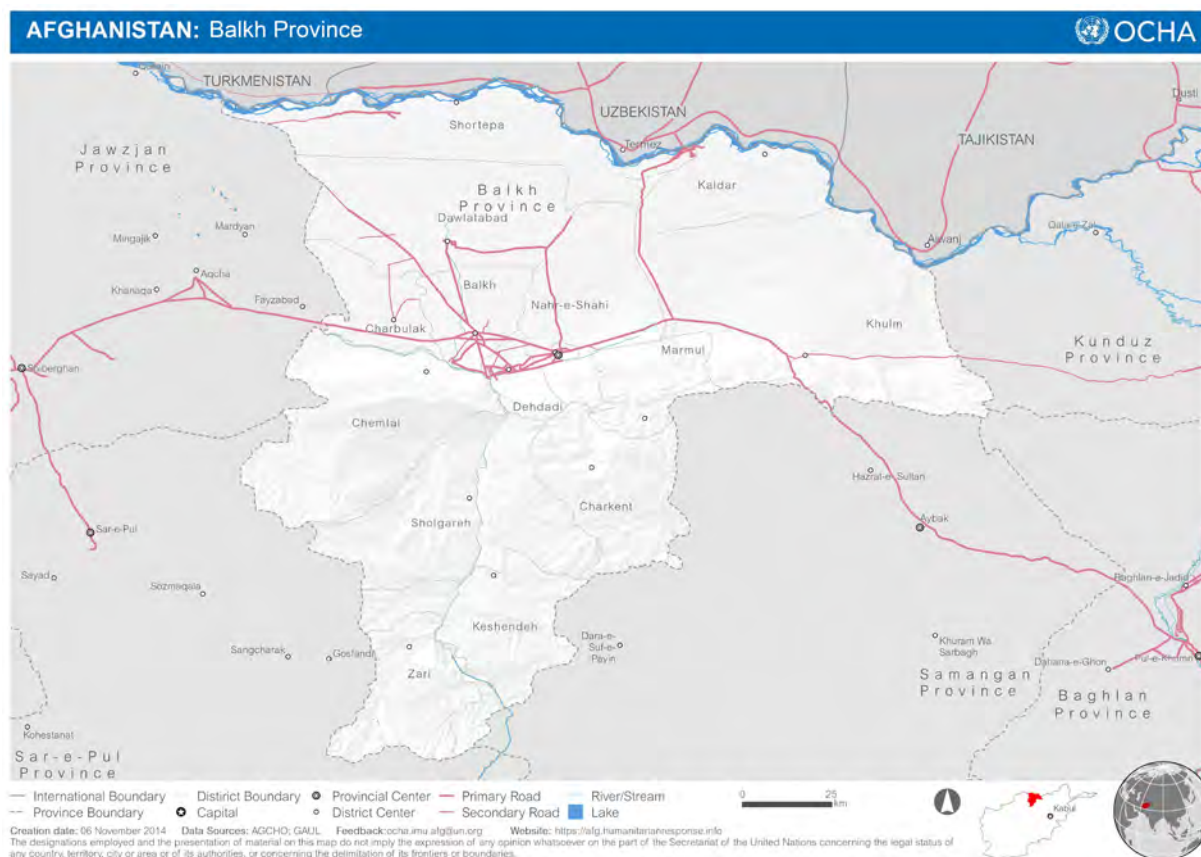 AFGHANISTAN: Balkh Province
OCHA
TURKMENISTAN
UZBEKISTAN
Dusti
Shortepa
Termez
TAJIKISTAN
Jawzjan
Province
Kaldar
Balkh
Province
Dawlatabad
Mingajik
Mardyan
Aiwanj
Qala-e-Zal
Aqcha
Khanaqa
Fayzabad
Balkh
Nahr-e-Shahi
Charbulak
Khulm
Kunduz
Province
Marmul
Sheberghan
Dehdadi
Chemtal
Hazrat-e-Sultan
Charkent
Sholgareh
Sar-e-Pul
Aybak
Sayad
Sozmaqala
Baghlan-e-Jadid
Keshendeh
Dara-e-
Suf-e-
Payin
Khuram Wa
Sarbagh
Sangcharak
Gosfandi
Zari
Dahana-e-Ghori
Pul-e-Khumri
Samangan
Province
Baghlan
Province
Kohestanat
Sar-e-Pul
Province
International Boundary
District Boundary
Provincial Center
Primary Road
River/Stream
0 25
km
Province Boundary
Capital
District Center
Secondary Road
Lake
Kabul
Creation date: 06 November 2014 Data Sources: AGCHO; GAUL Feedback:ocha.imu.afg@un.org Website: https://afg.humanitarianresponse.info
The designations employed and the presentation of material on this map do not imply the expression of any opinion whatsoever on the part of the Secretariat of the United Nations concerning the legal status of
any country, territory, city or area or of its authorities, or concerning the delimitation of its frontiers or boundaries.